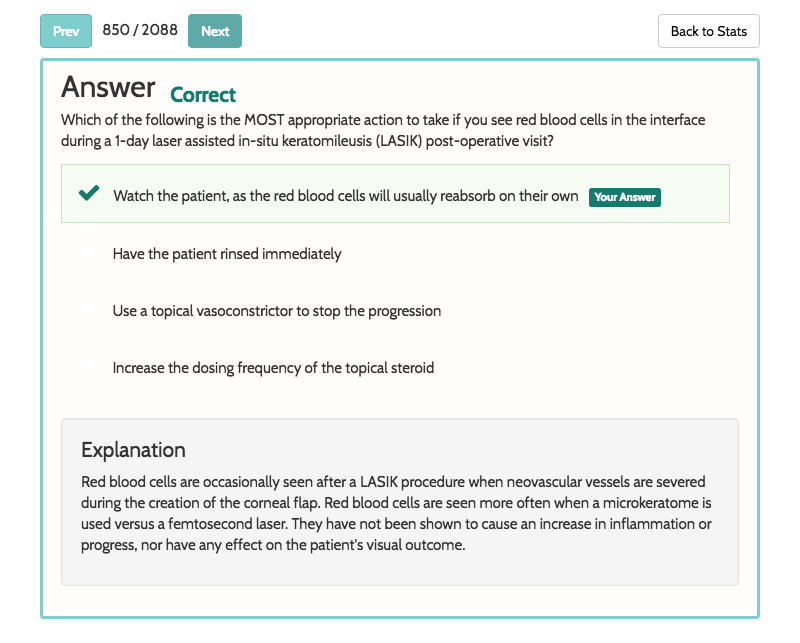 Prev 850 / 2088 Next Back to Stats
Answer Correct
Which of the following is the MOST appropriate action to take if you see red blood cells in the interface
during a 1-day laser assisted in-situ keratomileusis (LASIK) post-operative visit?
Watch the patient, as the red blood cells will usually reabsorb on their own Your Answer
Have the patient rinsed immediately
Use a topical vasoconstrictor to stop the progression
Increase the dosing frequency of the topical steroid
Explanation
Red blood cells are occasionally seen after a LASIK procedure when neovascular vessels are severed
during the creation of the corneal flap. Red blood cells are seen more often when a microkeratome is
used versus a femtosecond laser. They have not been shown to cause an increase in inflammation or
progress, nor have any effect on the patient's visual outcome.